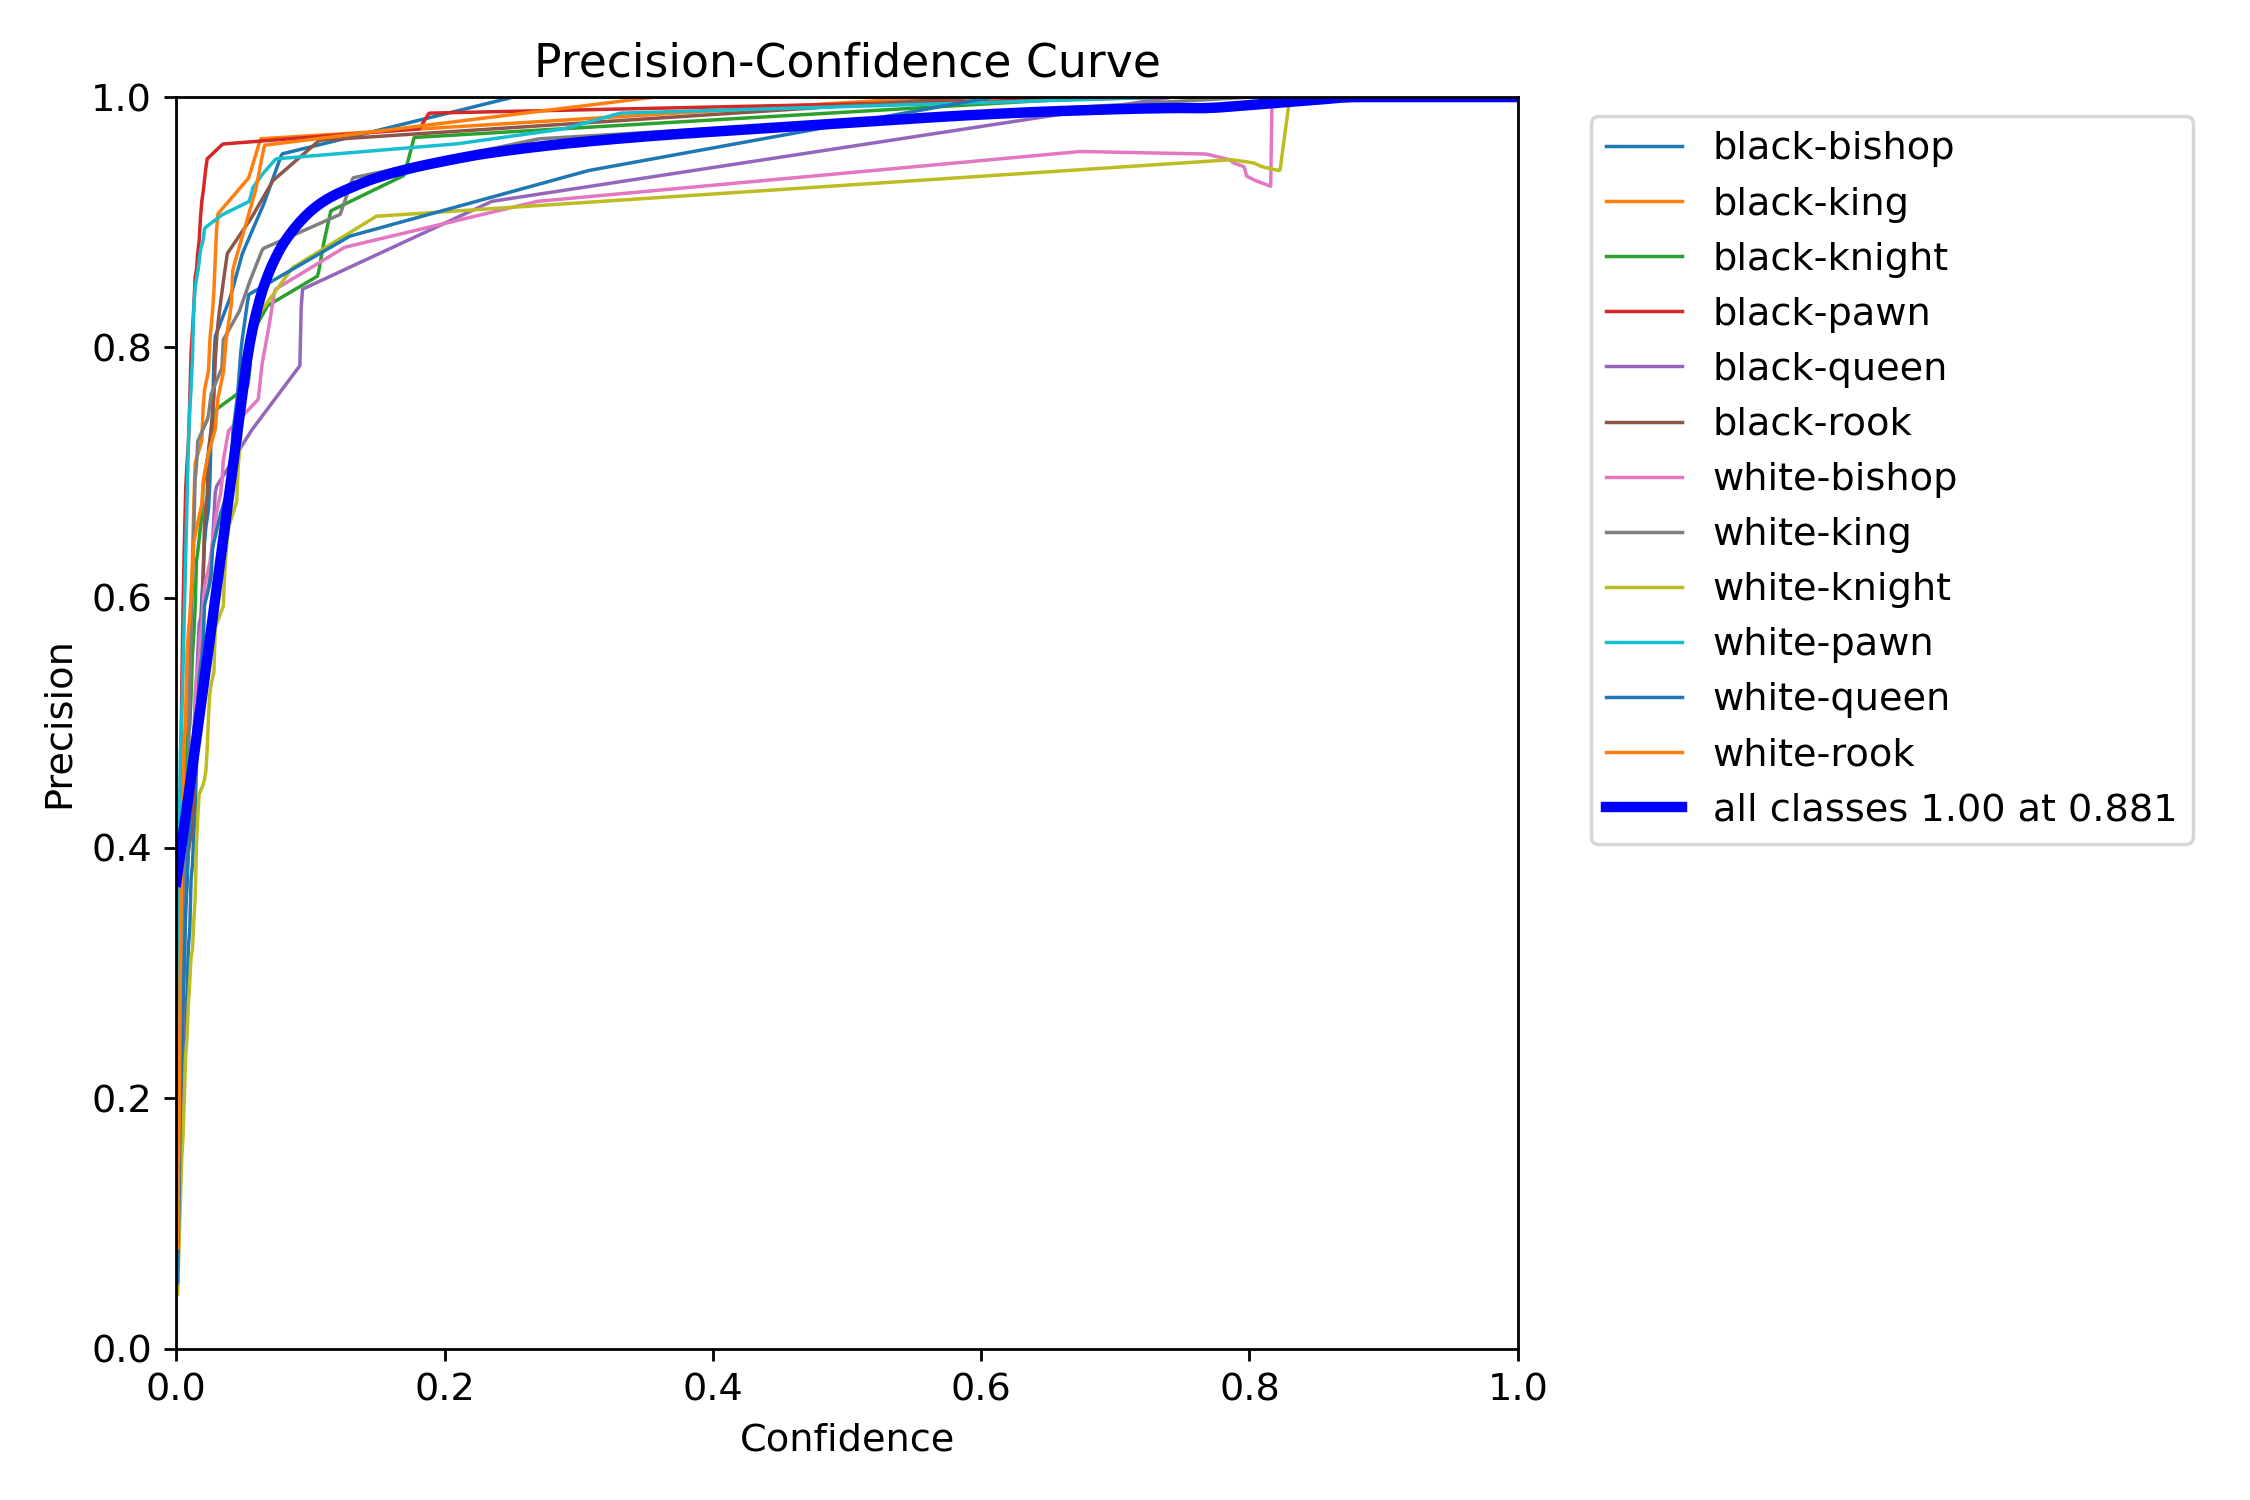 Precision-Confidence Curve
1.0
0.8
0.6
0.4
0.2
0.0
Precision
0.0 0.2 0.4 0.6 0.8 1.0
Confidence
black-bishop
black-king
black-knight
black-pawn
black-queen
black-rook
white-bishop
white-king
white-knight
white-pawn
white-queen
white-rook
all classes 1.00 at 0.881